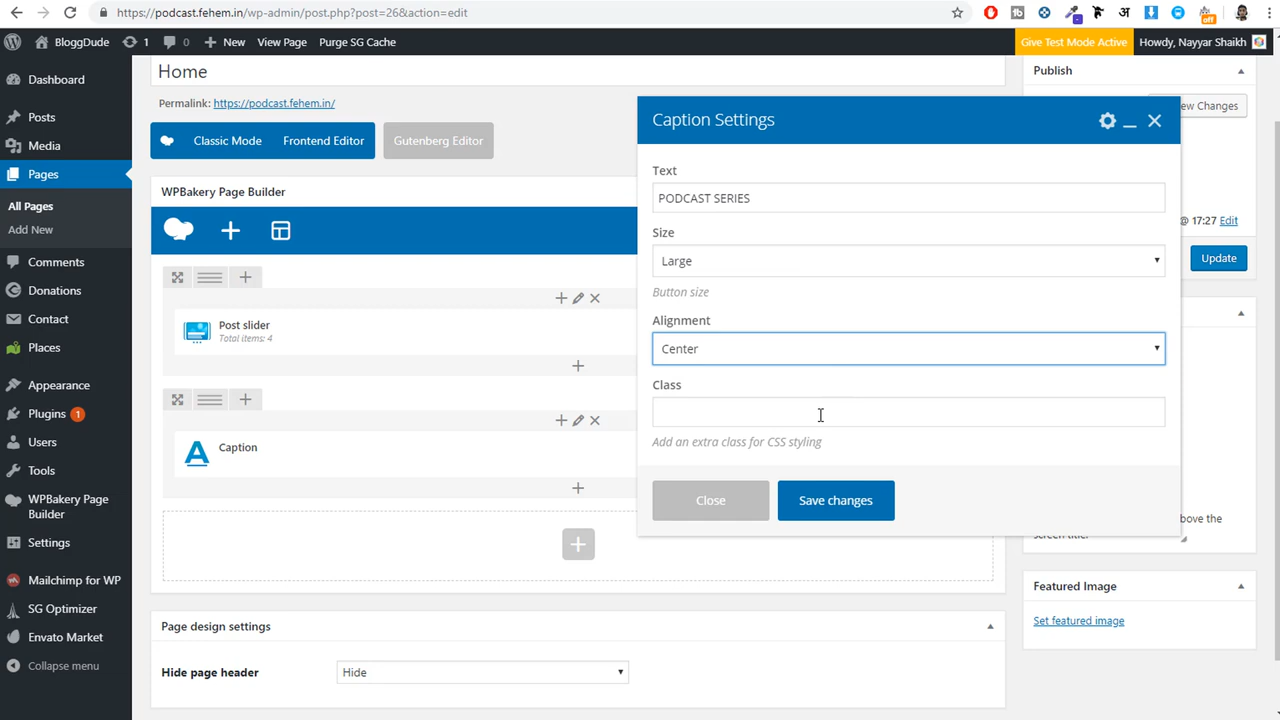 https://podcast.fehem.in/wp-admin/post.php?post=26&action=edit
off
BloggDude
1
0
New
View Page
Purge SG Cache
Give Test Mode Active
Howdy, Nayyar Shaikh
Dashboard
Posts
Media
Pages
All Pages
Add New
Comments
Donations
Contact
Places
Appearance
Plugins 1
Users
Tools
WPBakery Page
Builder
Settings
Mailchimp for WP
SG Optimizer
Envato Market
Collapse menu
Home
Permalink: https://podcast.fehem.in/
Classic Mode
Frontend Editor
Gutenberg Editor
WPBakery Page Builder
Post slider
Total items: 4
Caption
Page design settings
Hide page header
Hide
Caption Settings
Text
PODCAST SERIES
Size
Large
Button size
Alignment
Center
Class
Add an extra class for CSS styling
Close
Save changes
Publish
Changes
@ 17:27 Edit
Update
the
screen title.
Featured Image
Set featured image